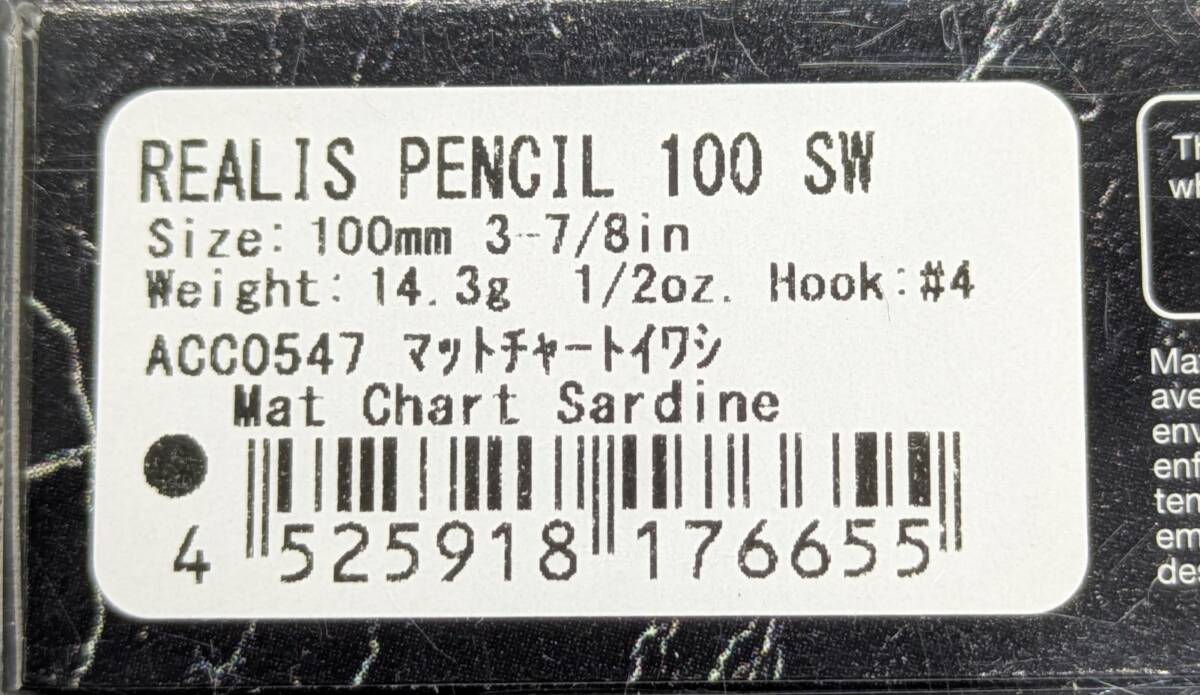 REALIS PENCIL 100 SW
Size: 100mm 3-7/8in
Weight: 14.3g 1/2oz. Hook:#4
ACC0547 マットチャートイワシ
Mat Chart Sardine
4 525918 176655